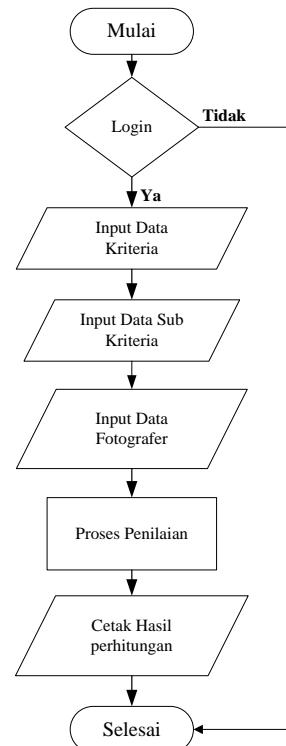 Mulai
Login
Tidak
Ya
Input Data
Kriteria
Input Data Sub
Kriteria
Input Data
Fotografer
Proses Penilaian
Cetak Hasil
perhitungan
Selesai